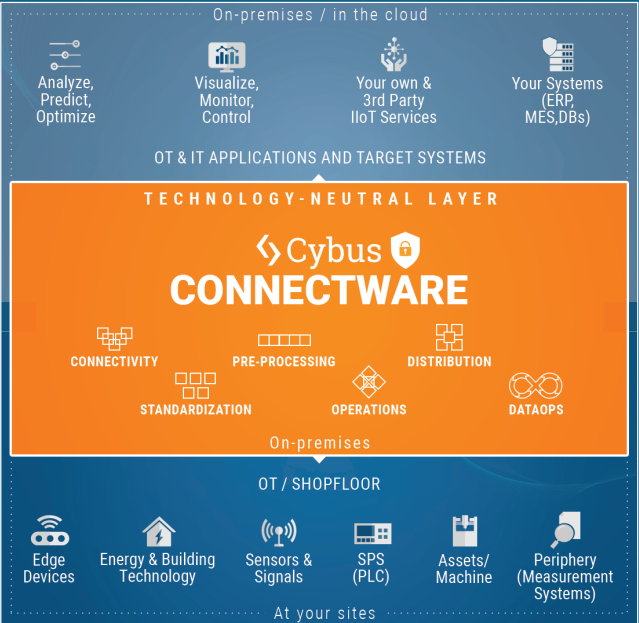 On-premises / in the cloud
Analyze,
Predict,
Optimize
Visualize,
Monitor,
Control
Your own &
3rd Party
IIoT Services
Your Systems
(ERP,
MES,DBs)
OT & IT APPLICATIONS AND TARGET SYSTEMS
TECHNOLOGY-NEUTRAL LAYER
Cybus
CONNECTWARE
CONNECTIVITY
PRE-PROCESSING
DISTRIBUTION
STANDARDIZATION
OPERATIONS
DATAOPS
On-premises
OT / SHOPFLOOR
Edge
Devices
Energy & Building
Technology
Sensors &
Signals
SPS
(PLC)
Assets/
Machine
Periphery
(Measurement
Systems)
At your sites